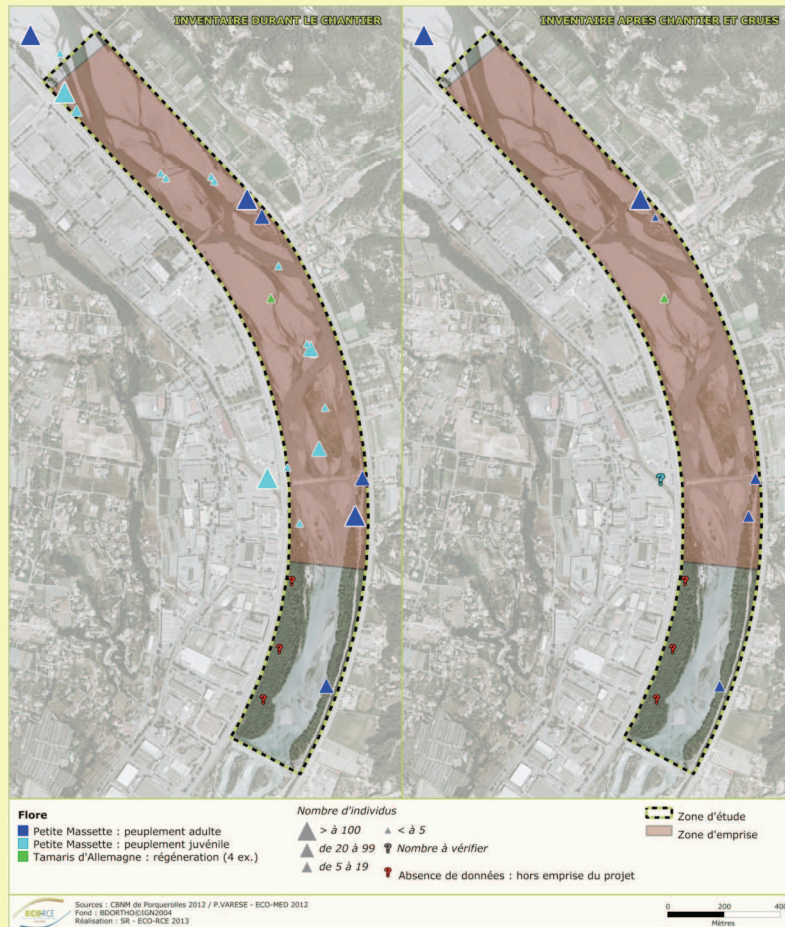 INVENTAIRE DURANT LE CHANTIER
INVENTAIRE APRES CHANTIER ET CRUES
?
?
?
?
?
?
?
Flore
Petite Massette : peuplement adulte
Petite Massette : peuplement juvénile
Tamaris d'Allemagne : régénération (4 ex.)
Nombre d'individus
> à 100
de 20 à 99
de 5 à 19
< à 5
? Nombre à vérifier
? Absence de données : hors emprise du projet
Zone d'étude
Zone d'emprise
ECO RCE
Sources : CBNM de Porquerolles 2012 / P.VARESE - ECO-MED 2012
Fond : BDORTHO©IGN2004
Réalisation : SR - ECO-RCE 2013
0 200 400
Mètres